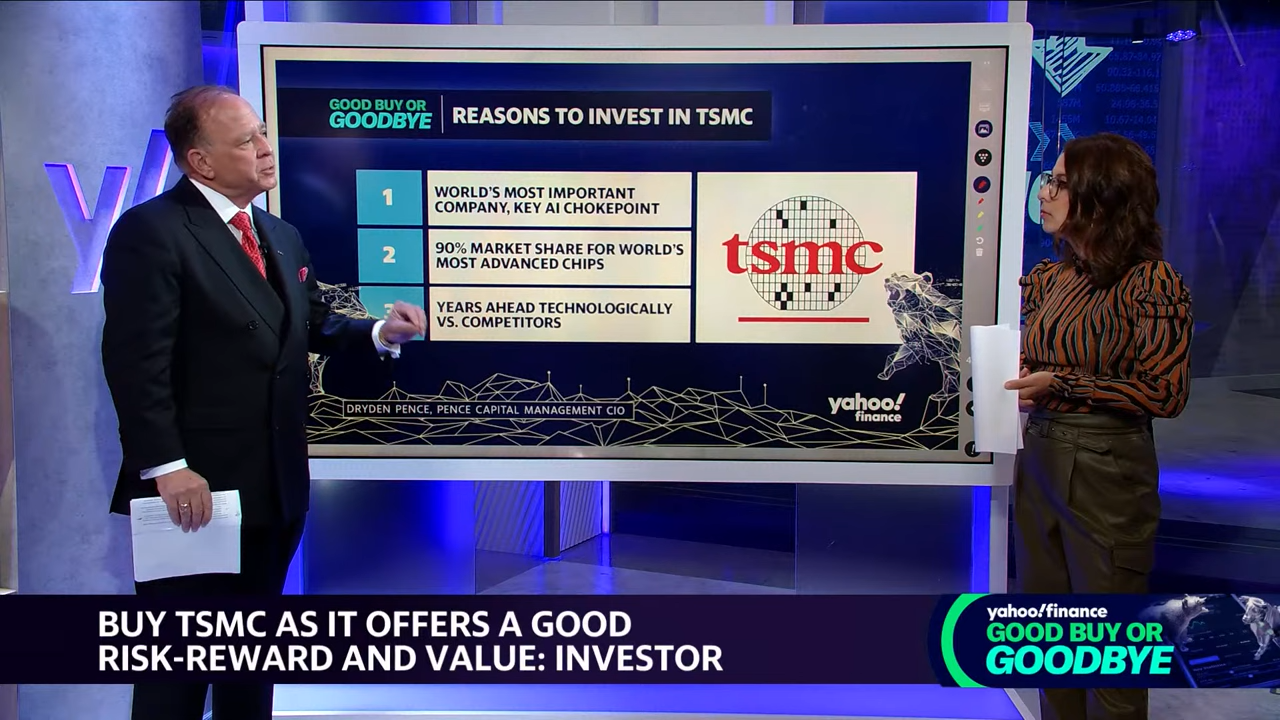 GOOD BUY OR
GOODBYE
REASONS TO INVEST IN TSMC
1
WORLD'S MOST IMPORTANT
COMPANY, KEY AI CHOKEPOINT
2
90% MARKET SHARE FOR WORLD'S
MOST ADVANCED CHIPS
3
YEARS AHEAD TECHNOLOGICALLY
VS. COMPETITORS
tsmc
DRYDEN PENCE, PENCE CAPITAL MANAGEMENT CIO
yahoo!
finance
y!
BUY TSMC AS IT OFFERS A GOOD
RISK-REWARD AND VALUE: INVESTOR
yahoo!finance
GOOD BUY OR
GOODBYE